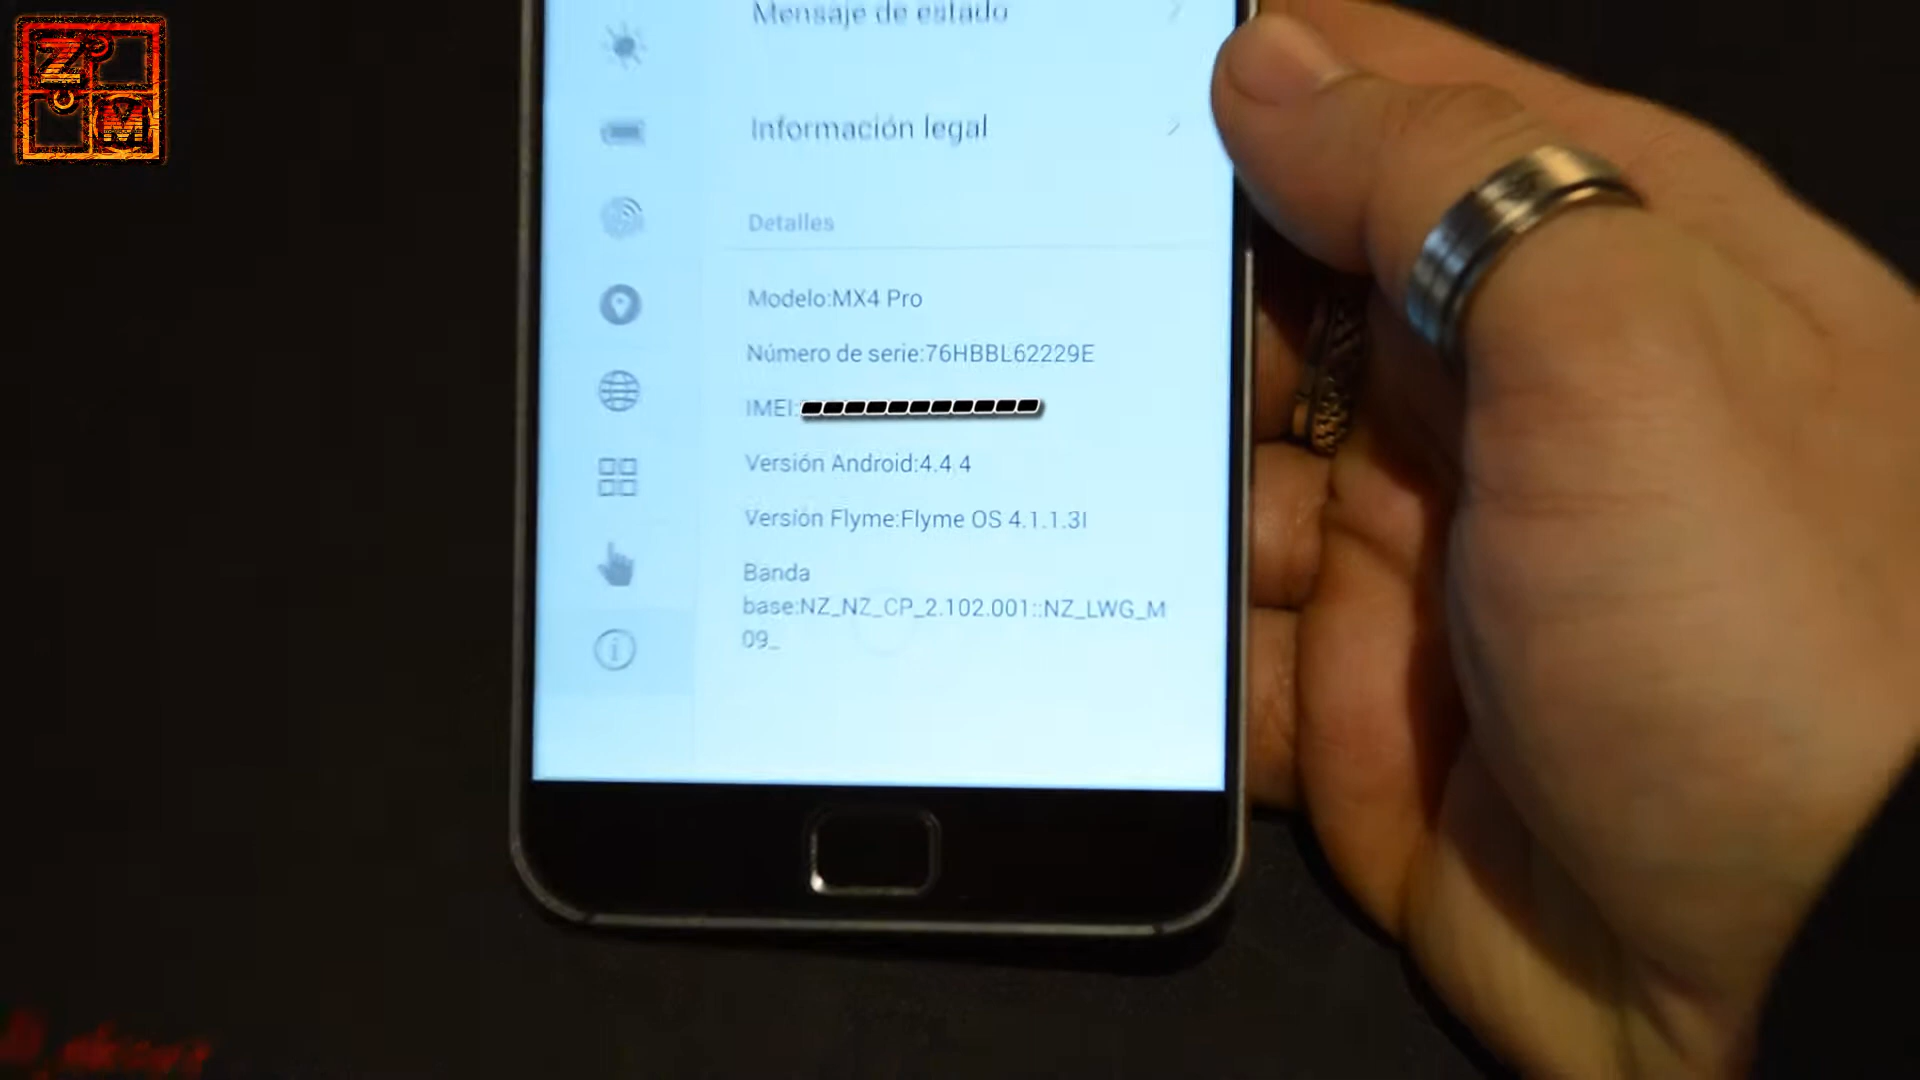 Z
M
Mensaje de estado
Información legal
Detalles
Modelo:MX4 Pro
Número de serie:76HBBL62229E
IMEI:
Versión Android:4.4.4
Versión Flyme:Flyme OS 4.1.1.3I
Banda
base:NZ_NZ_CP_2.102.001::NZ_LWG_M
09_